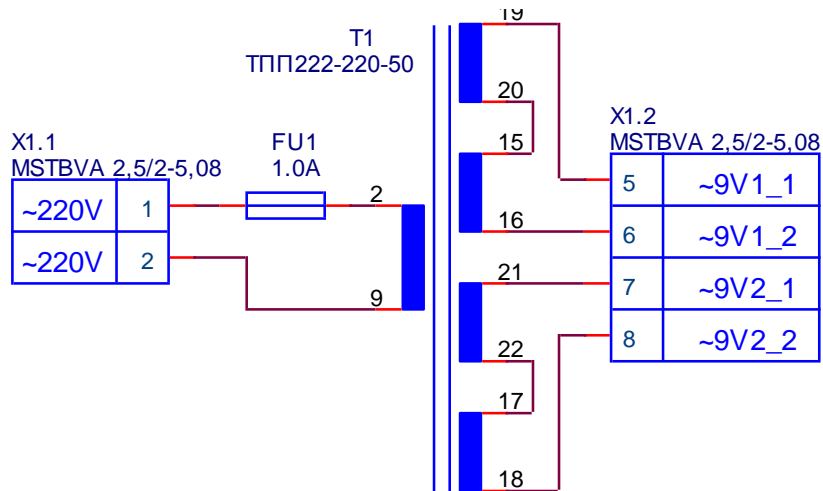 19
T1
ТПП222-220-50
20
X1.2
MSTBVA 2,5/2-5,08
X1.1
MSTBVA 2,5/2-5,08
FU1
1.0A
15
5 ~9V1_1
~220V 1
2
16
6 ~9V1_2
~220V 2
21
7 ~9V2_1
9
22
8 ~9V2_2
17
18